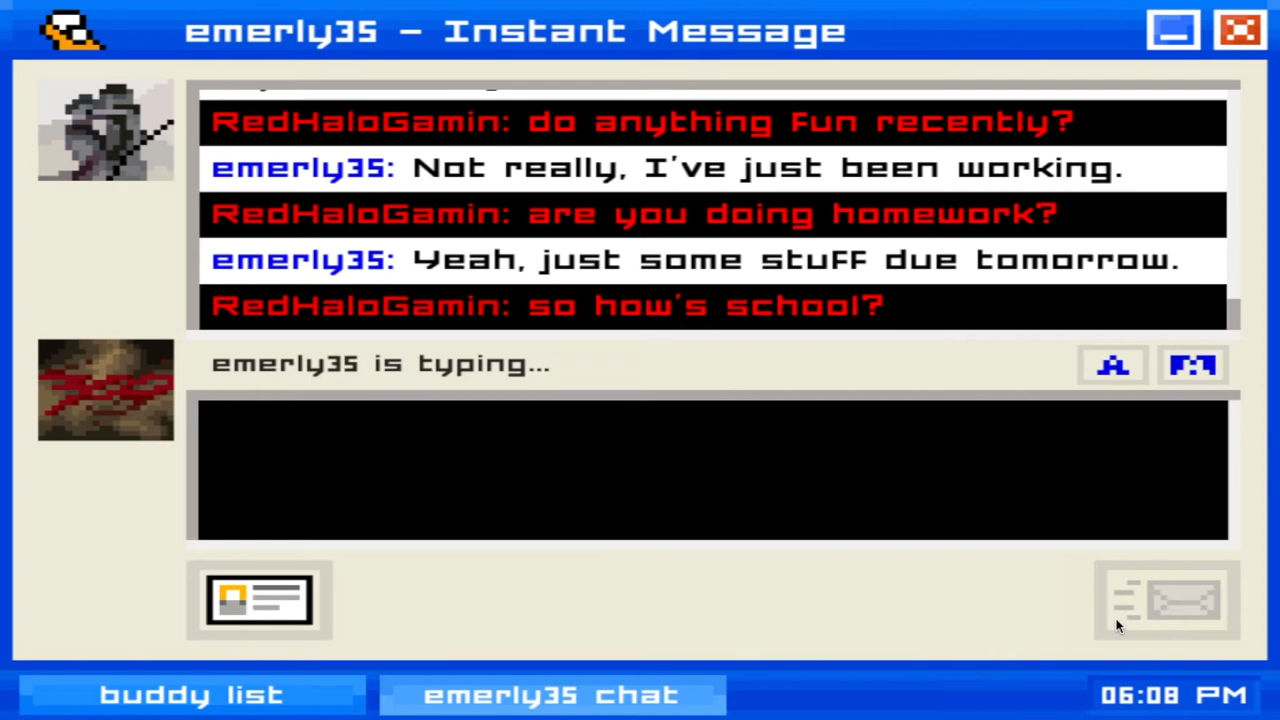 emerly35 - Instant Message
RedHaloGamin: do anything fun recently?
emerly35: Not really, I've just been working.
RedHaloGamin: are you doing homework?
emerly35: Yeah, just some stuff due tomorrow.
RedHaloGamin: so how's school?
emerly35 is typing...
buddy list
emerly35 chat
06:08 PM